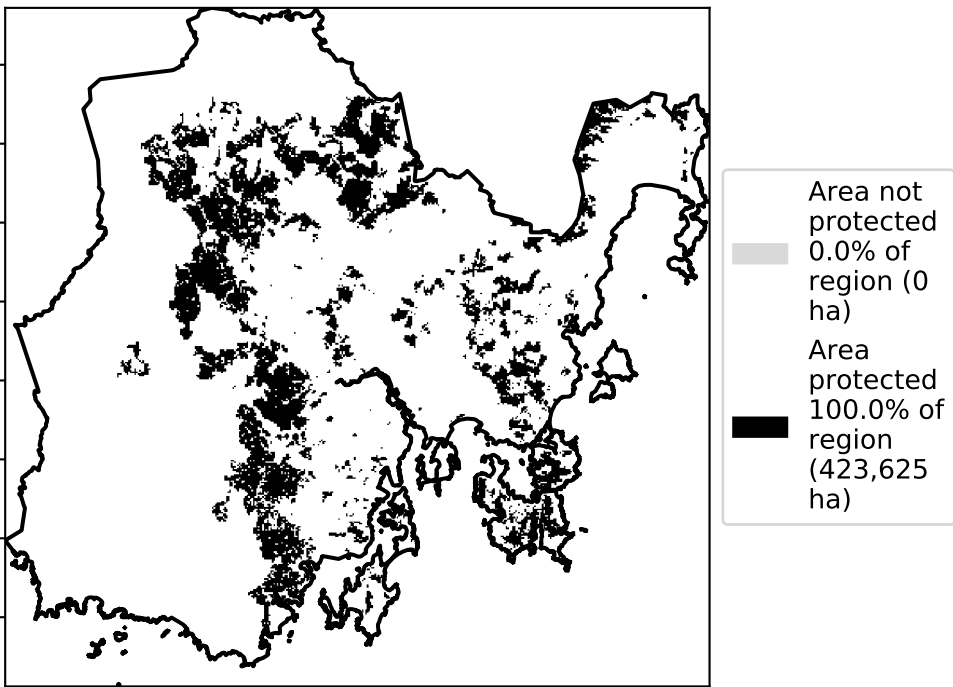 Area not
protected
0.0% of
region (0
ha)
Area
protected
100.0% of
region
(423,625
ha)